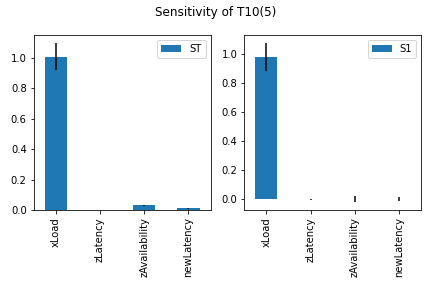 Sensitivity of T10(5)
ST
1.0
0.8
0.6
0.4
0.2
0.0
xLoad
zLatency
zAvailability
newLatency
S1
1.0
0.8
0.6
0.4
0.2
0.0
xLoad
zLatency
zAvailability
newLatency